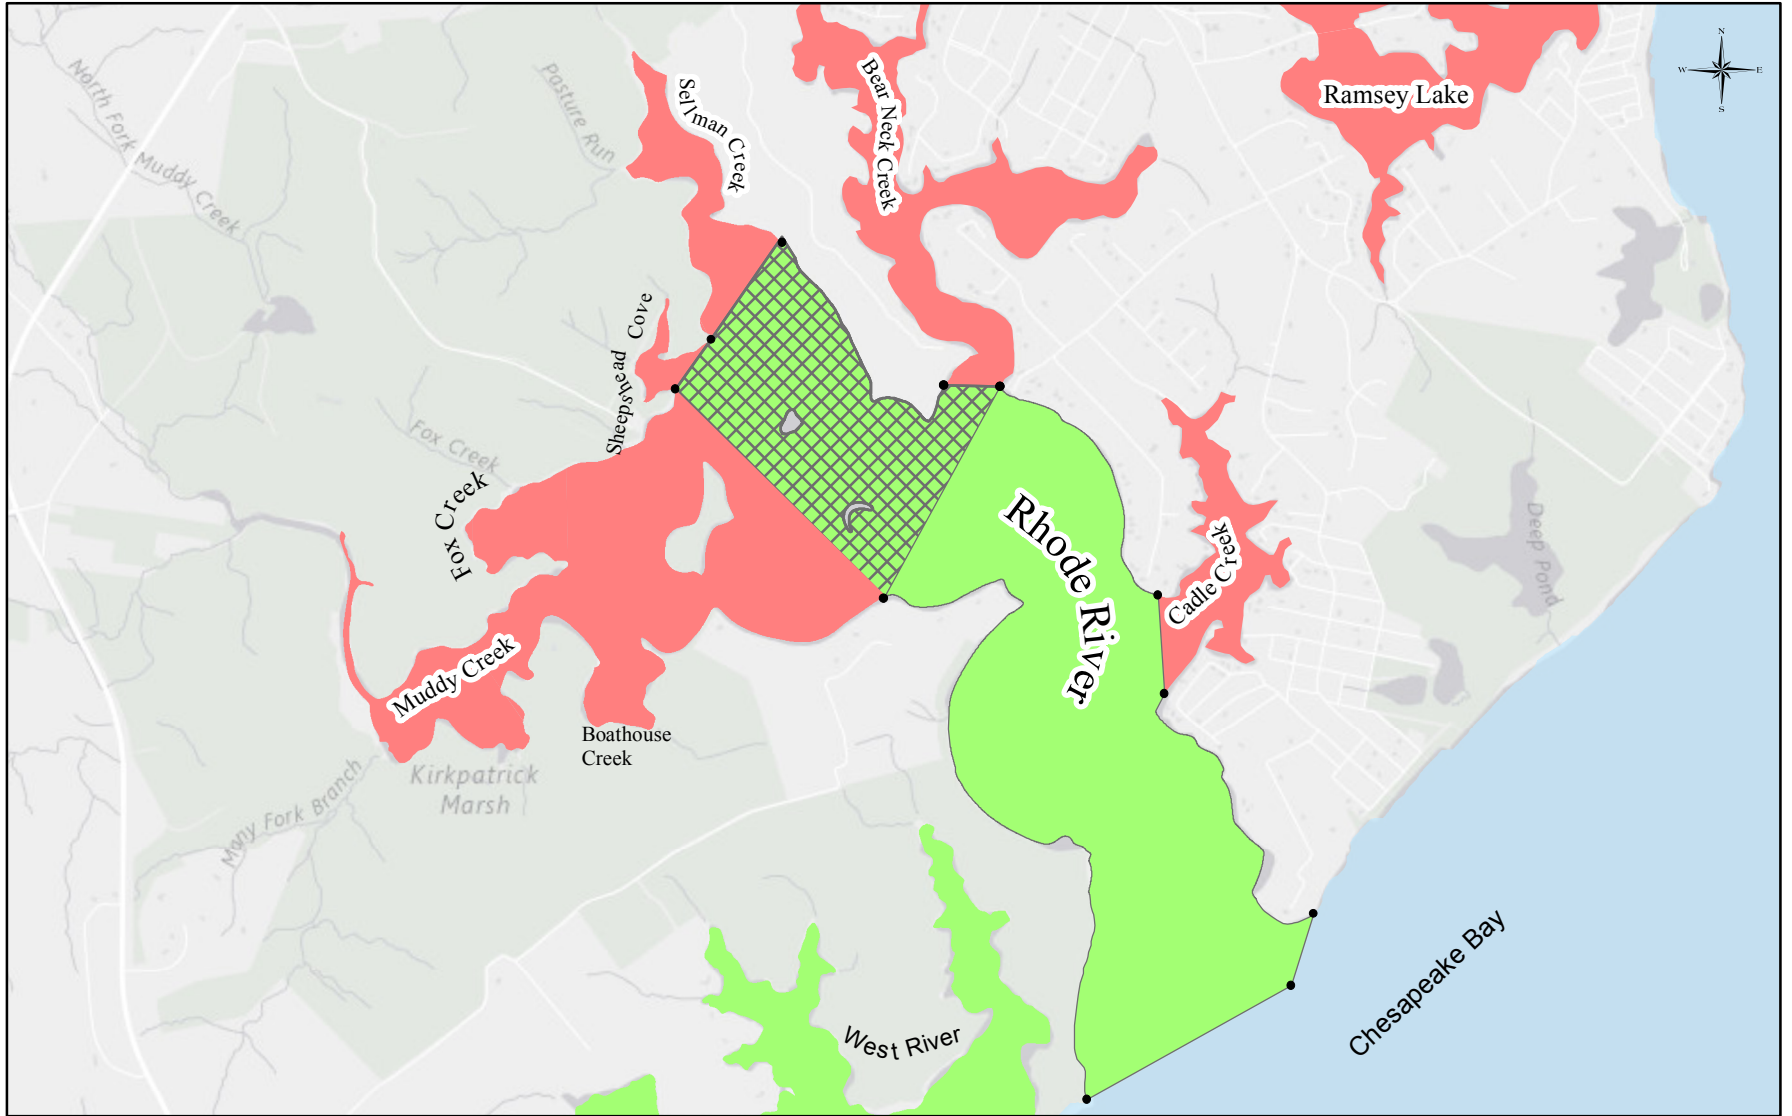 N
W E
S
North Fork Muddy Creek
Pasture Run
Sellman Creek
Bear Neck Creek
Ramsey Lake
Sheepshead Cove
Fox Creek
Fox Creek
Rhode River
Cadle Creek
Deep Pond
Muddy Creek
Boathouse
Creek
Kirkpatrick
Marsh
Many Fork Branch
West River
Chesapeake Bay